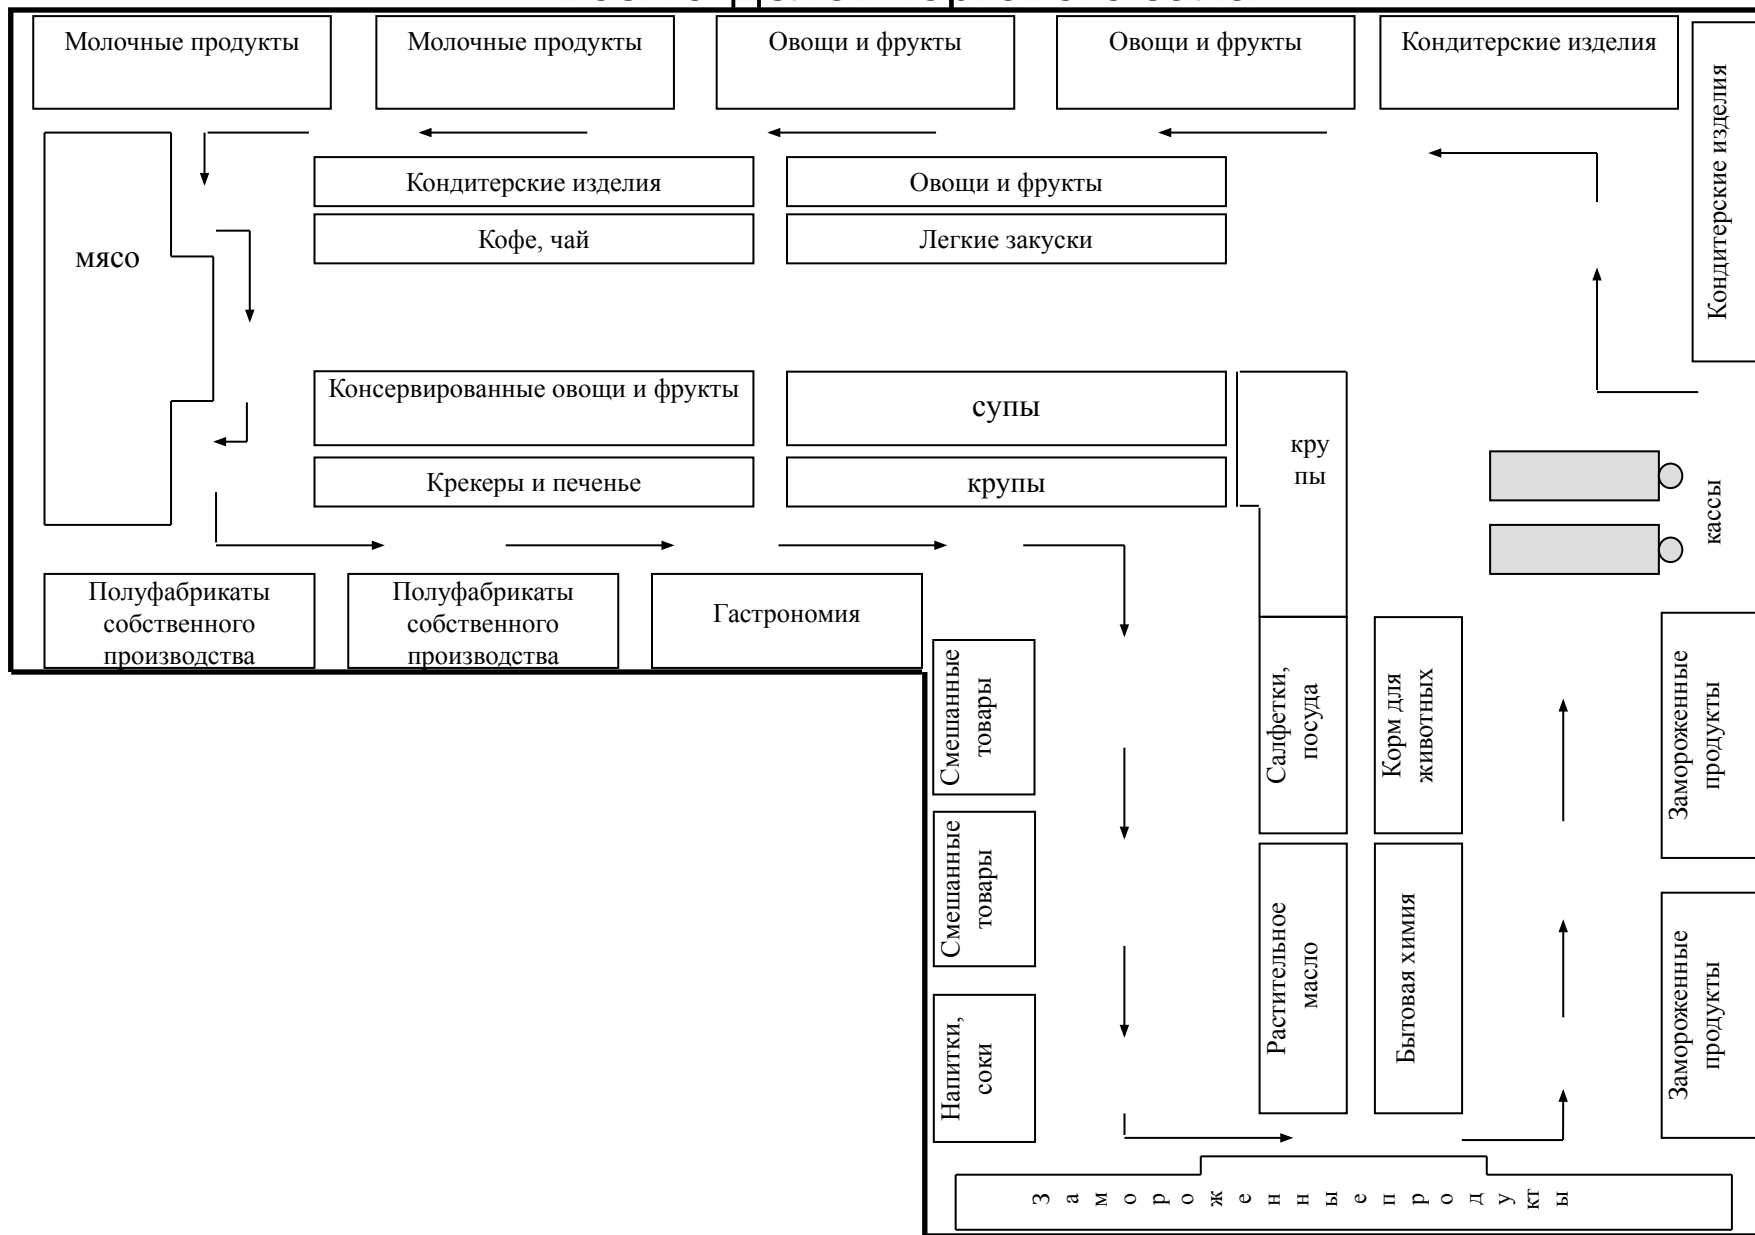 Молочные продукты
Молочные продукты
Овощи и фрукты
Овощи и фрукты
Кондитерские изделия
Кондитерские изделия
Кондитерские изделия
Овощи и фрукты
Кофе, чай
Легкие закуски
мясо
Консервированные овощи и фрукты
супы
кру
пы
Крекеры и печенье
крупы
кассы
Полуфабрикаты
собственного
производства
Полуфабрикаты
собственного
производства
Гастрономия
Смешанные
товары
Салфетки,
посуда
Корм для
животных
Замороженные
продукты
Смешанные
товары
Растительное
масло
Бытовая химия
Замороженные
продукты
Напитки,
соки
Замороженныепродукты